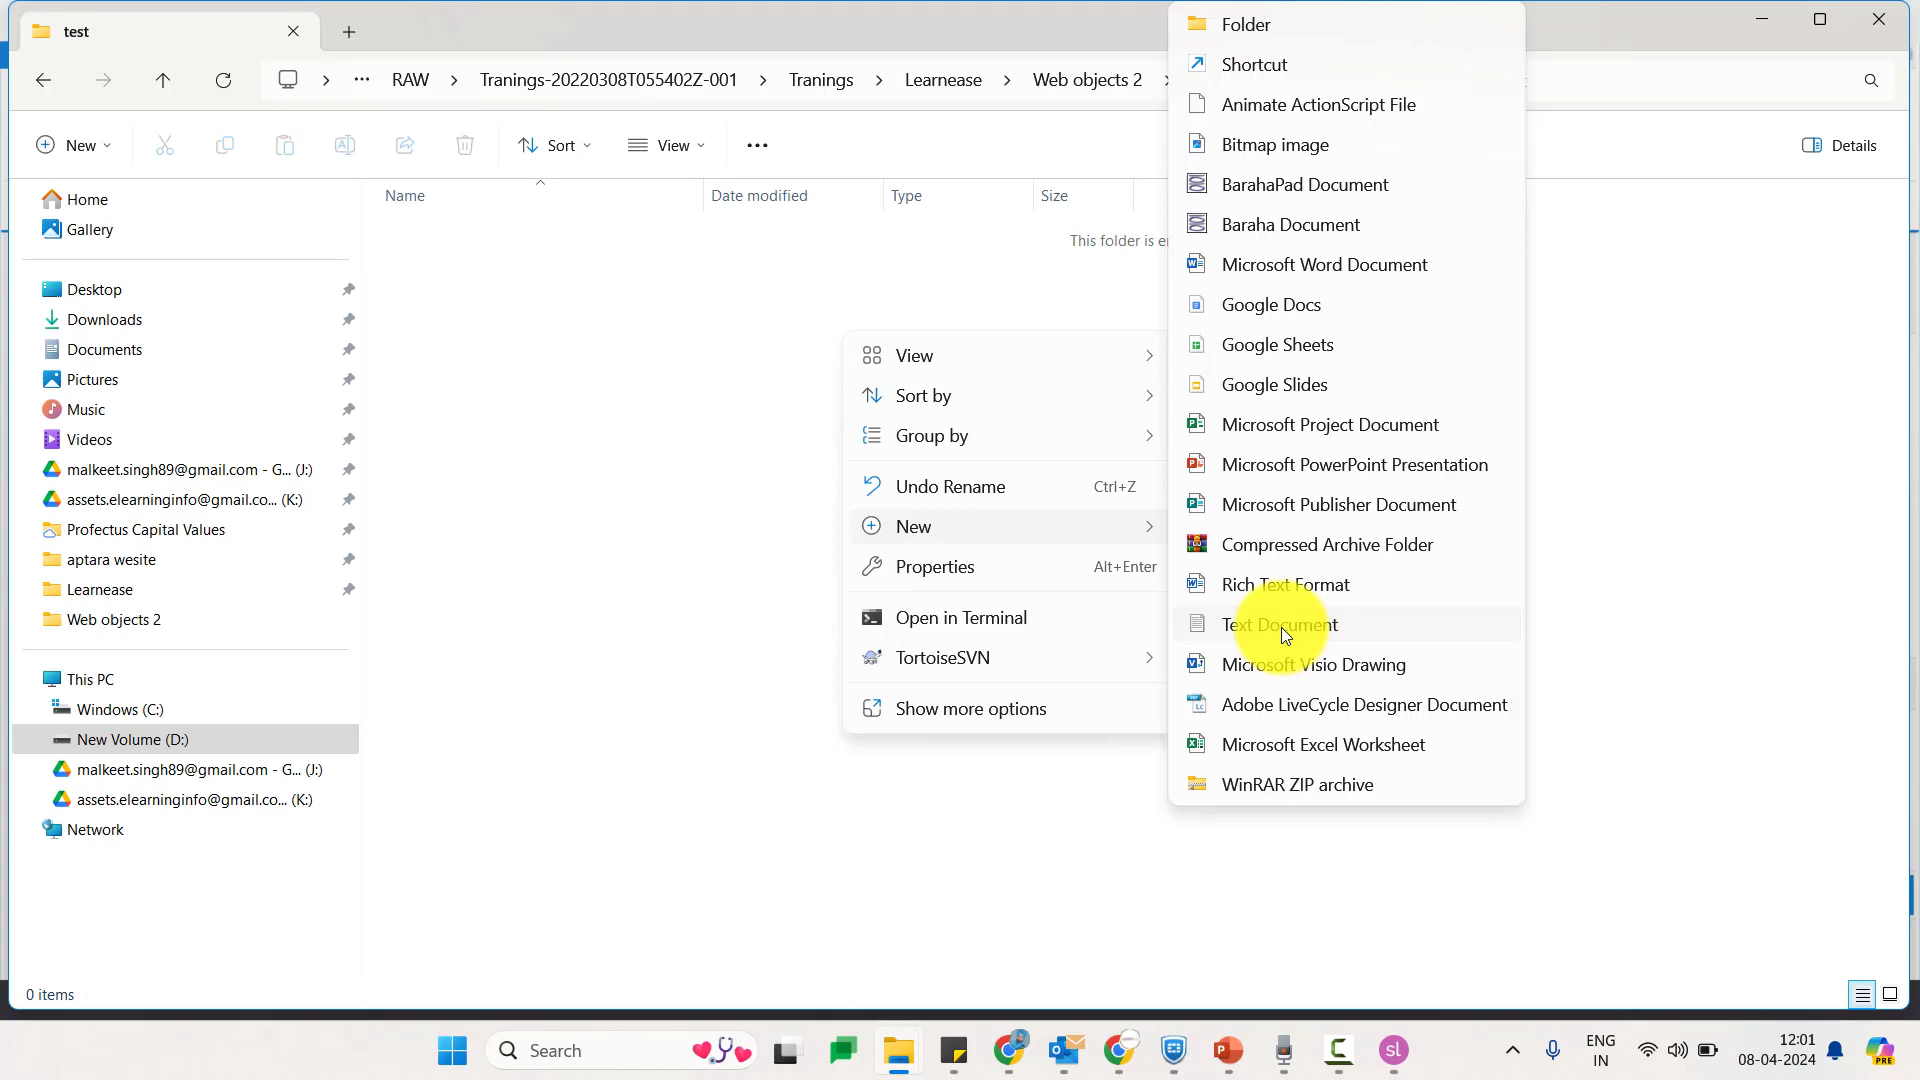 test
RAW > Tranings-20220308T055402Z-001 > Tranings > Learnease > Web objects 2 >
New
Sort
View
Details
Name
Date modified
Type
Size
This folder is e
Home
Gallery
Desktop
Downloads
Documents
Pictures
Music
Videos
malkeet.singh89@gmail.com - G... (J:)
assets.elearninginfo@gmail.co... (K:)
Profectus Capital Values
aptara wesite
Learnease
Web objects 2
This PC
Windows (C:)
New Volume (D:)
malkeet.singh89@gmail.com - G... (J:)
assets.elearninginfo@gmail.co... (K:)
Network
View
Sort by
Group by
Undo Rename Ctrl+Z
New
Properties Alt+Enter
Open in Terminal
TortoiseSVN
Show more options
Folder
Shortcut
Animate ActionScript File
Bitmap image
BarahaPad Document
Baraha Document
Microsoft Word Document
Google Docs
Google Sheets
Google Slides
Microsoft Project Document
Microsoft PowerPoint Presentation
Microsoft Publisher Document
Compressed Archive Folder
Rich Text Format
Text Document
Microsoft Visio Drawing
Adobe LiveCycle Designer Document
Microsoft Excel Worksheet
WinRAR ZIP archive
0 items
Search
sl
ENG
IN
12:01
08-04-2024
PRE